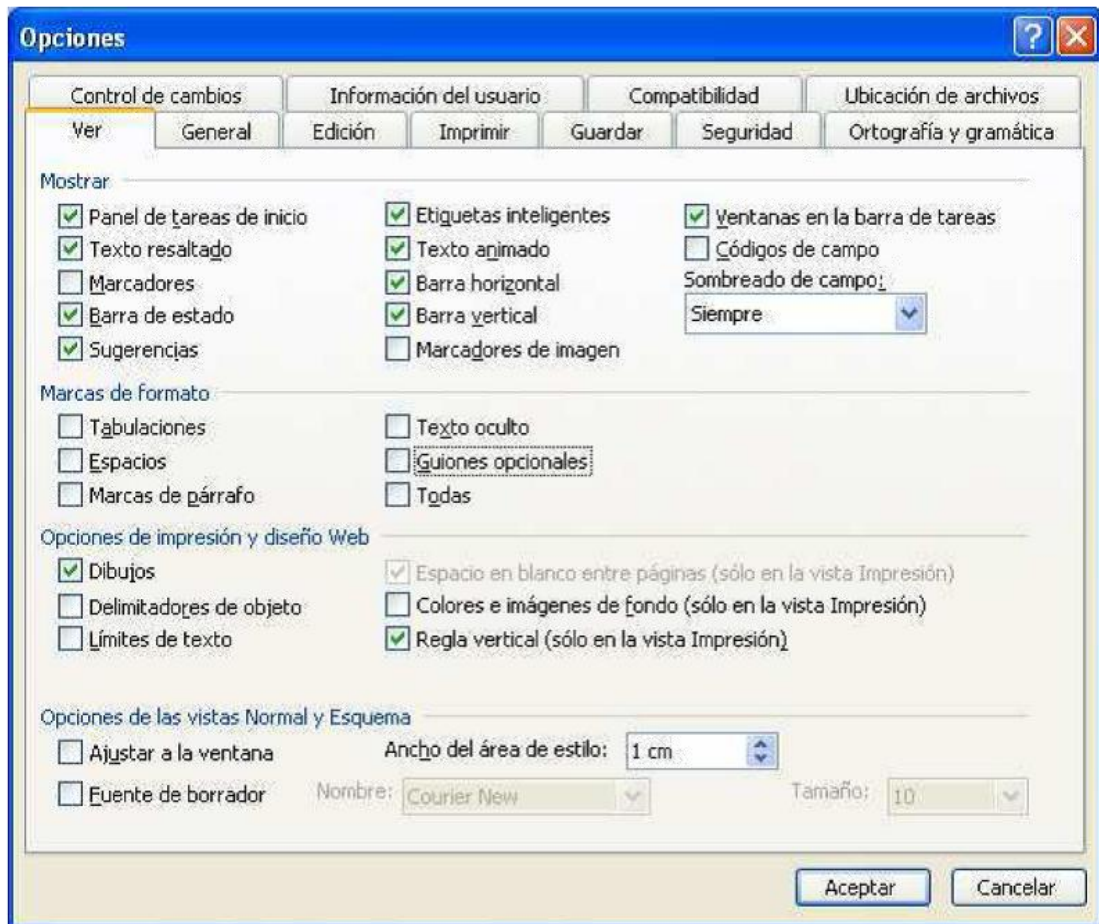 Opciones
Control de cambios Información del usuario Compatibilidad Ubicación de archivos
Ver General Edición Imprimir Guardar Seguridad Ortografía y gramática
Mostrar
Panel de tareas de inicio Etiquetas inteligentes Ventanas en la barra de tareas
Texto resaltado Texto animado Códigos de campo
Marcadores Barra horizontal Sombreado de campo:
Barra de estado Barra vertical Siempre
Sugerencias Marcadores de imagen
Marcas de formato
Tabulaciones Texto oculto
Espacios Guiones opcionales
Marcas de párrafo Todas
Opciones de impresión y diseño Web
Dibujos Espacio en blanco entre páginas (sólo en la vista Impresión)
Delimitadores de objeto Colores e imágenes de fondo (sólo en la vista Impresión)
Límites de texto Regla vertical (sólo en la vista Impresión)
Opciones de las vistas Normal y Esquema
Ajustar a la ventana Ancho del área de estilo: 1 cm
Fuente de borrador Nombre: Courier New Tamaño: 10
Aceptar Cancelar